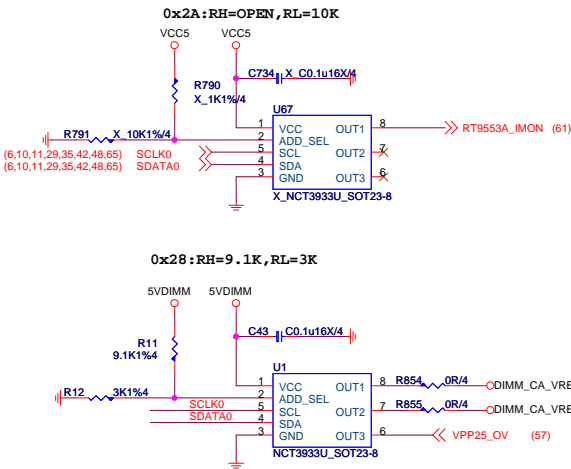 0x2A:RH=OPEN,RL=10K
VCC5 VCC5
C734 X_C0.1u16X/4
R790
X_1K1%/4
U67
R791 X_10K1%/4
1 VCC OUT1 8 RT9553A_IMON (61)
2 ADD_SEL
(6,10,11,29,35,42,48,65) SCLK0 5 SCL OUT2 7
(6,10,11,29,35,42,48,65) SDATA0 4 SDA
3 GND OUT3 6
X_NCT3933U_SOT23-8
0x28:RH=9.1K,RL=3K
5VDIMM 5VDIMM
C43 C0.1u16X/4
R11
9.1K1%4
U1
R12 3K1%4
1 VCC OUT1 8 R854 0R/4 DIMM_CA_VRE
2 ADD_SEL
SCLK0 5 SCL OUT2 7 R855 0R/4 DIMM_CA_VRE
SDATA0 4 SDA
3 GND OUT3 6 VPP25_OV (57)
NCT3933U_SOT23-8